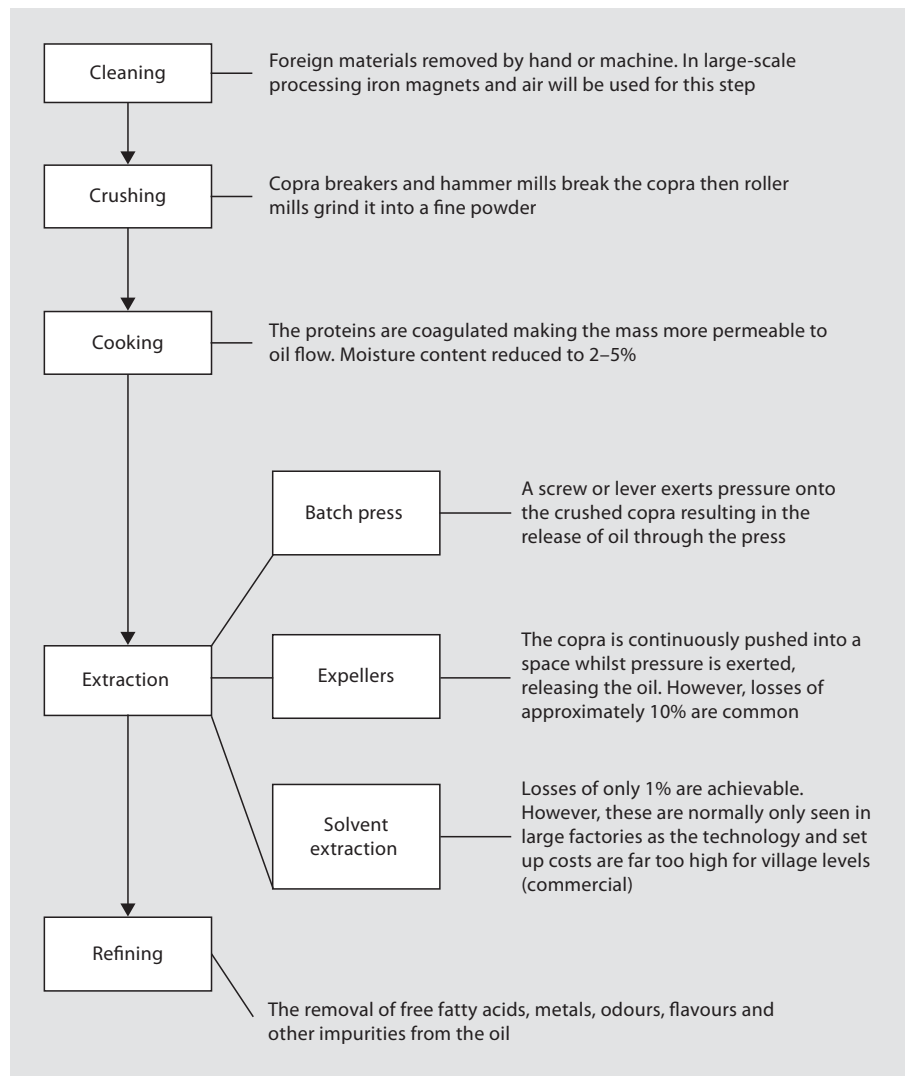 Cleaning
Foreign materials removed by hand or machine. In large-scale
processing iron magnets and air will be used for this step
Crushing
Copra breakers and hammer mills break the copra then roller
mills grind it into a fine powder
Cooking
The proteins are coagulated making the mass more permeable to
oil flow. Moisture content reduced to 2–5%
Batch press
A screw or lever exerts pressure onto
the crushed copra resulting in the
release of oil through the press
Extraction
Expellers
The copra is continuously pushed into a
space whilst pressure is exerted,
releasing the oil. However, losses of
approximately 10% are common
Solvent
extraction
Losses of only 1% are achievable.
However, these are normally only seen in
large factories as the technology and set
up costs are far too high for village levels
(commercial)
Refining
The removal of free fatty acids, metals, odours, flavours and
other impurities from the oil